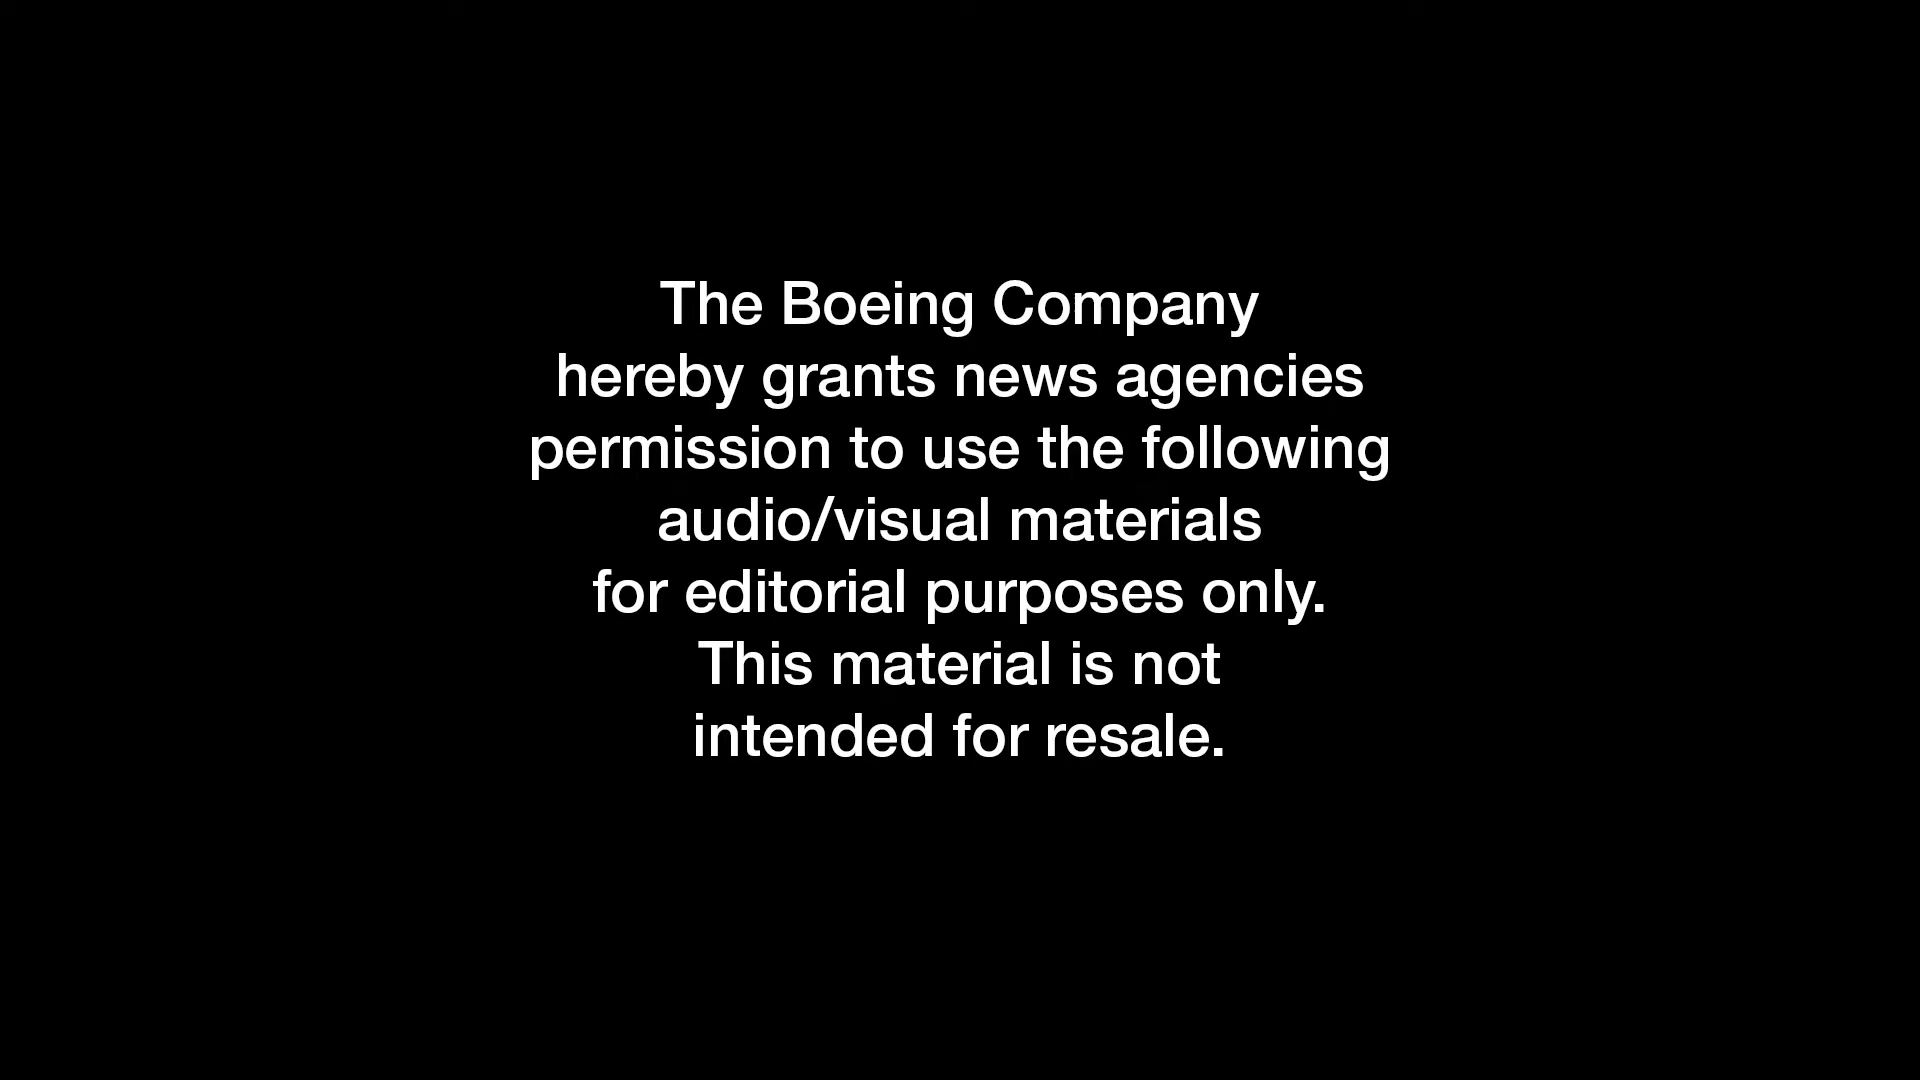 The Boeing Company
hereby grants news agencies
permission to use the following
audio/visual materials
for editorial purposes only.
This material is not
intended for resale.